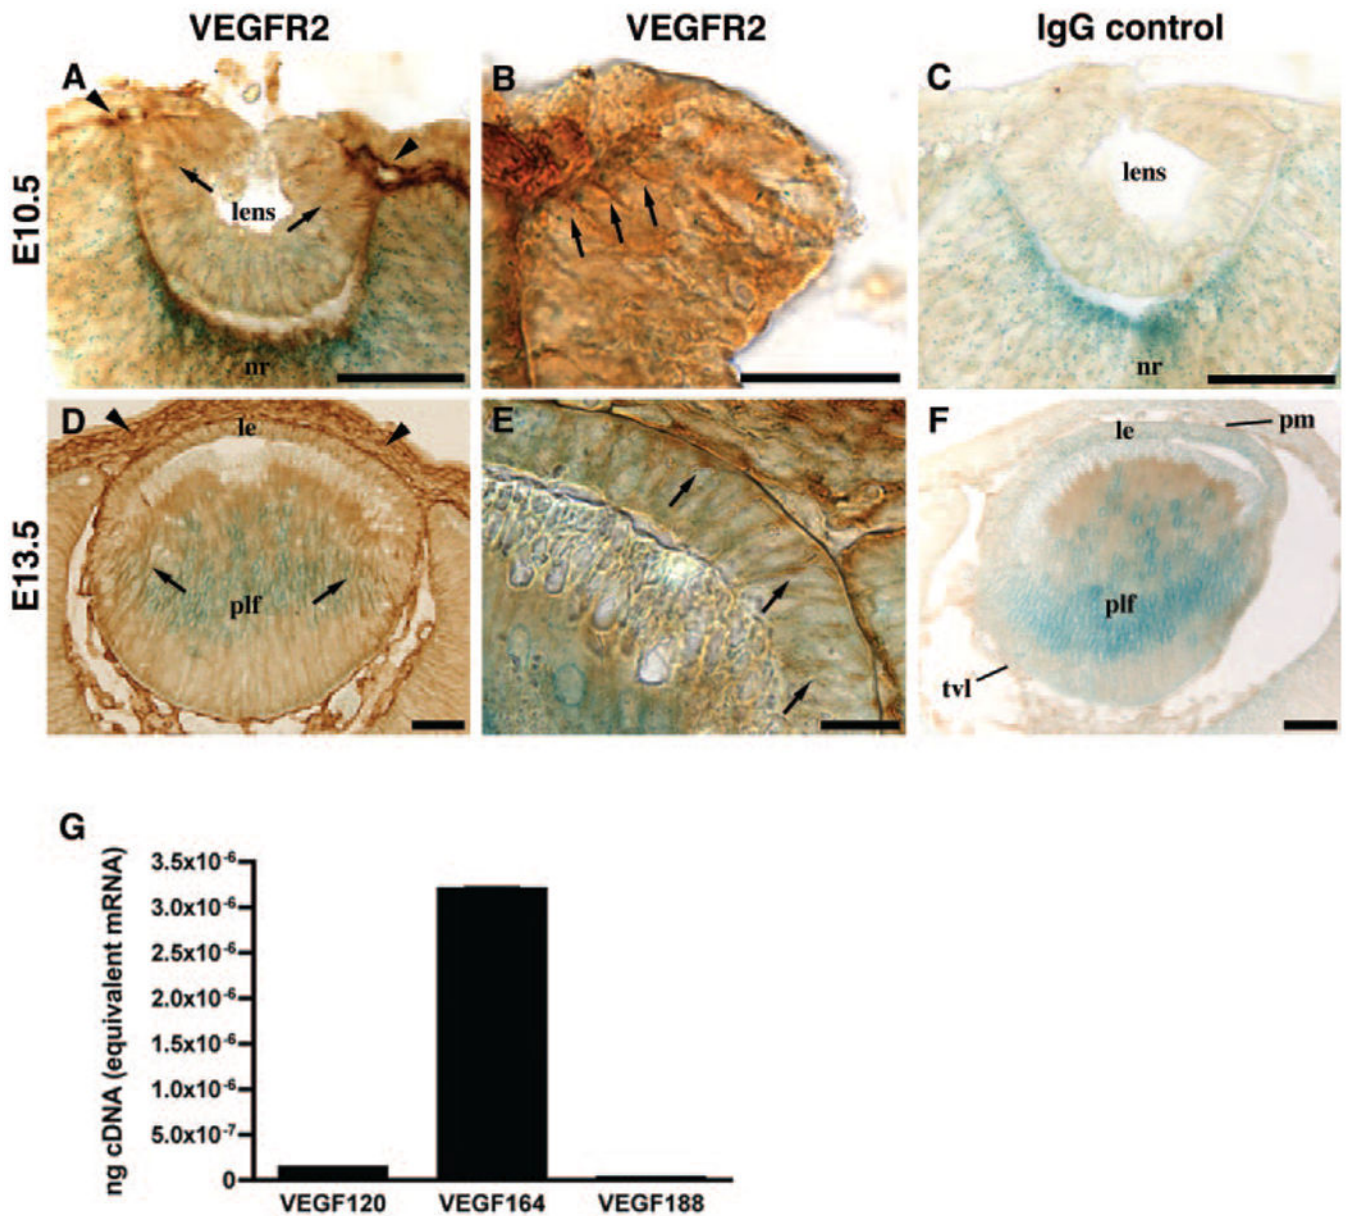 VEGFR2 VEGFR2 IgG control
E10.5
A
lens
nr
B
C
lens
nr
E13.5
D
le
plf
E
F
le
pm
plf
tvl
G
ng cDNA (equivalent mRNA)
3.5x10-6
3.0x10-6
2.5x10-6
2.0x10-6
1.5x10-6
1.0x10-6
5.0x10-7
0
VEGF120 VEGF164 VEGF188